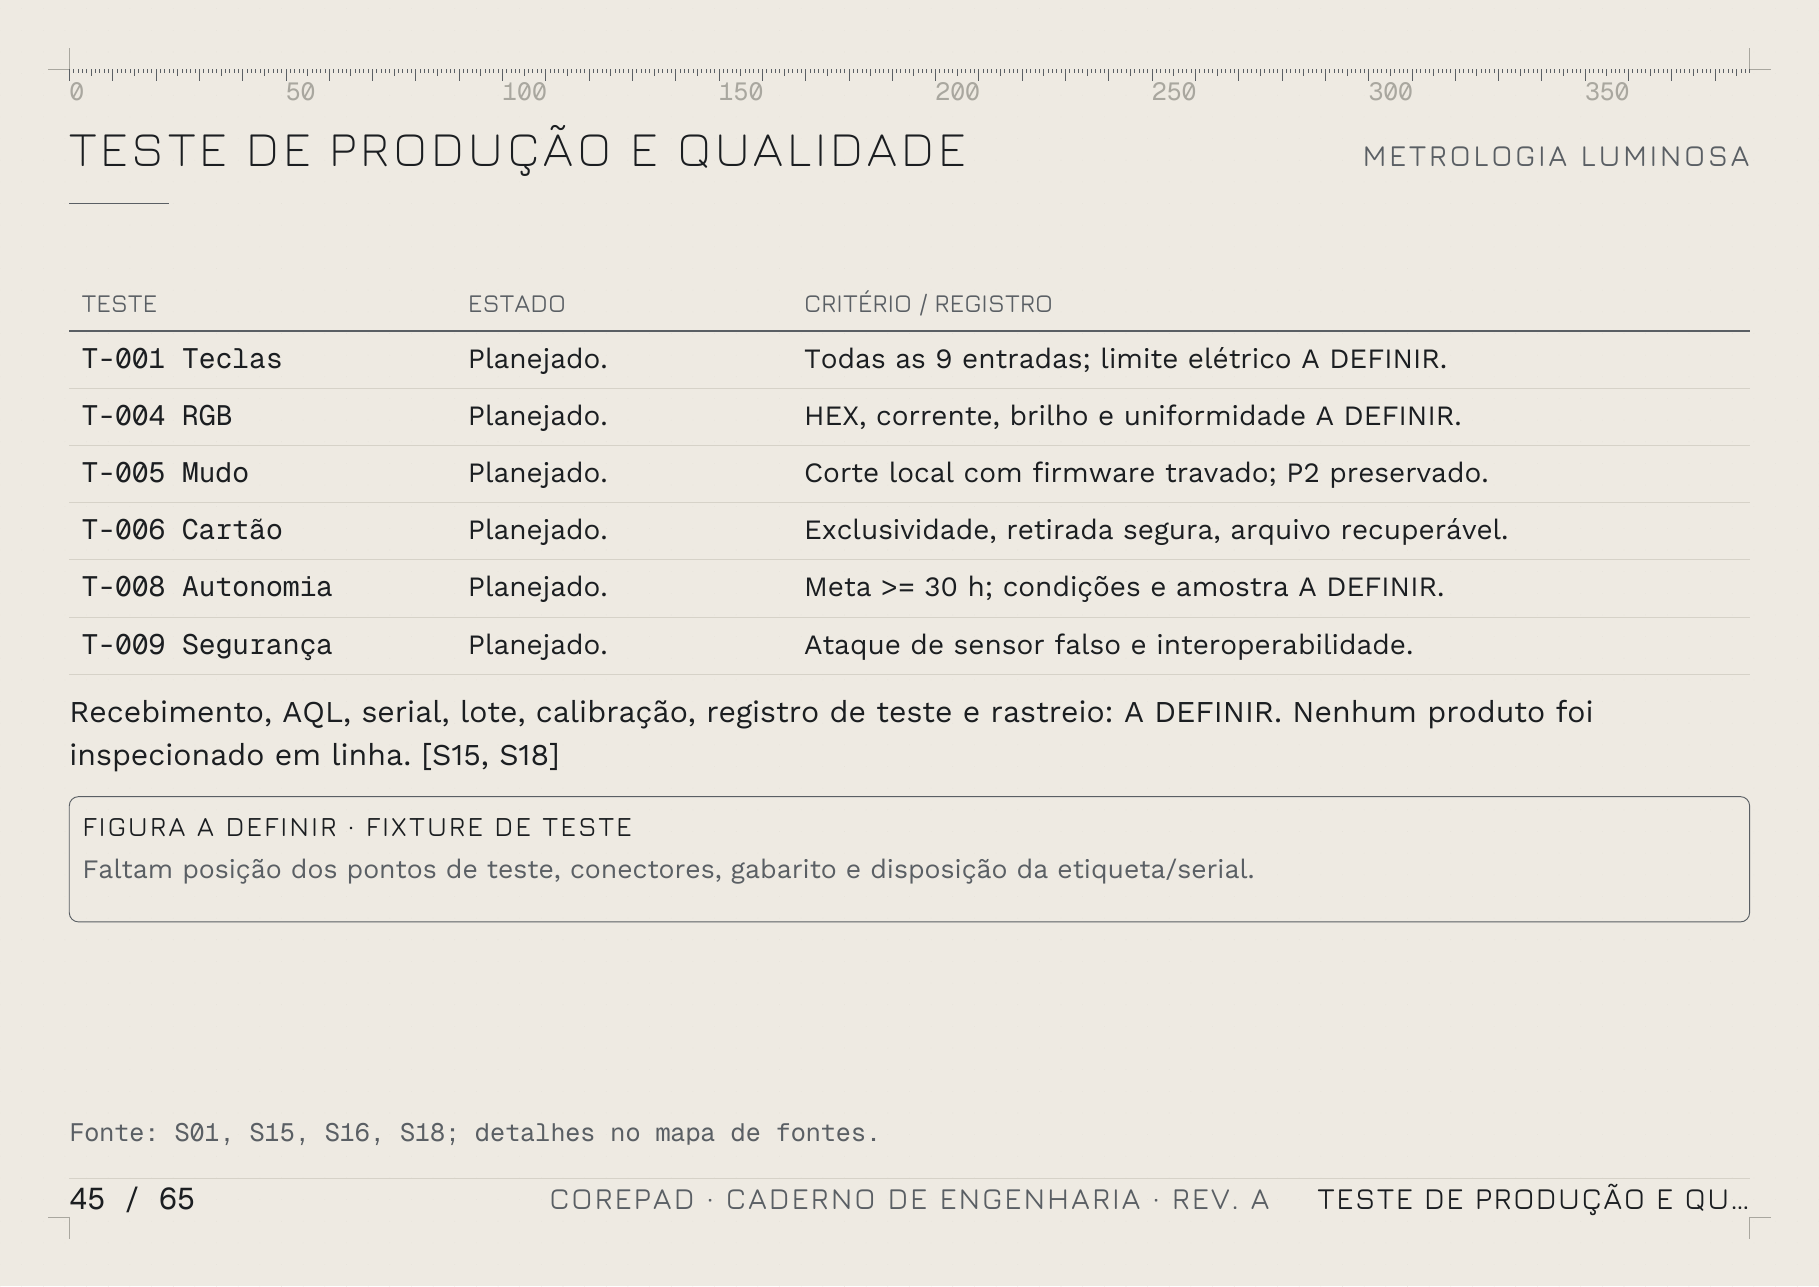 0 50 100 150 200 250 300 350
TESTE DE PRODUÇÃO E QUALIDADE METROLOGIA LUMINOSA
TESTE ESTADO CRITÉRIO / REGISTRO
T-001 Teclas Planejado. Todas as 9 entradas; limite elétrico A DEFINIR.
T-004 RGB Planejado. HEX, corrente, brilho e uniformidade A DEFINIR.
T-005 Mudo Planejado. Corte local com firmware travado; P2 preservado.
T-006 Cartão Planejado. Exclusividade, retirada segura, arquivo recuperável.
T-008 Autonomia Planejado. Meta >= 30 h; condições e amostra A DEFINIR.
T-009 Segurança Planejado. Ataque de sensor falso e interoperabilidade.
Recebimento, AQL, serial, lote, calibração, registro de teste e rastreio: A DEFINIR. Nenhum produto foi
inspecionado em linha. [S15, S18]
FIGURA A DEFINIR · FIXTURE DE TESTE
Faltam posição dos pontos de teste, conectores, gabarito e disposição da etiqueta/serial.
Fonte: S01, S15, S16, S18; detalhes no mapa de fontes.
45 / 65 COREPAD · CADERNO DE ENGENHARIA · REV. A TESTE DE PRODUÇÃO E QU…